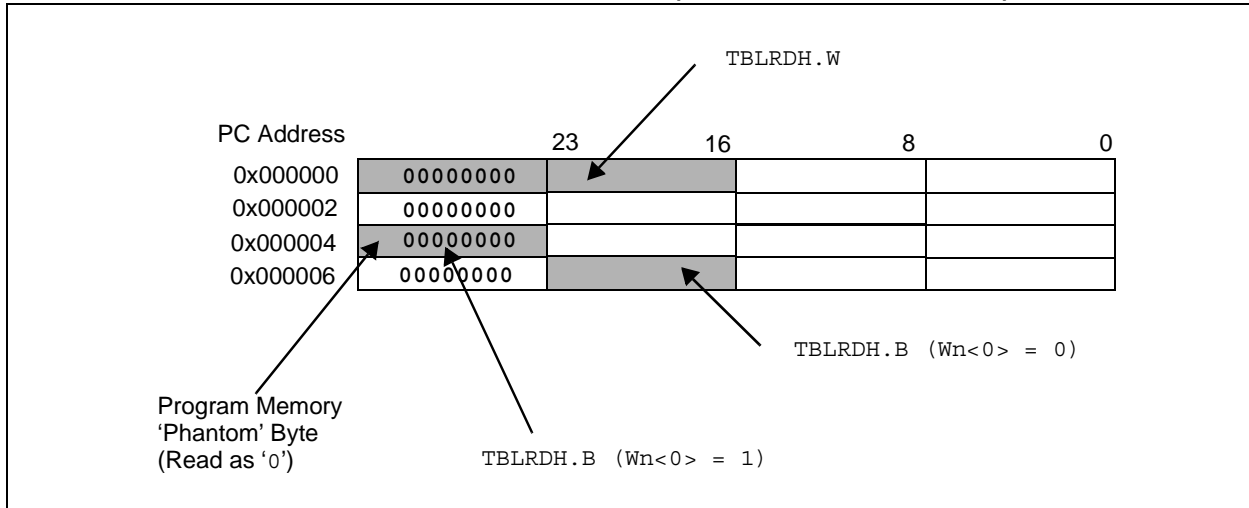 TBLRDH.W
PC Address
23 16 8 0
0x000000 00000000
0x000002 00000000
0x000004 00000000
0x000006 00000000
TBLRDH.B (Wn<0> = 0)
Program Memory
‘Phantom’ Byte
(Read as ‘0’)
TBLRDH.B (Wn<0> = 1)